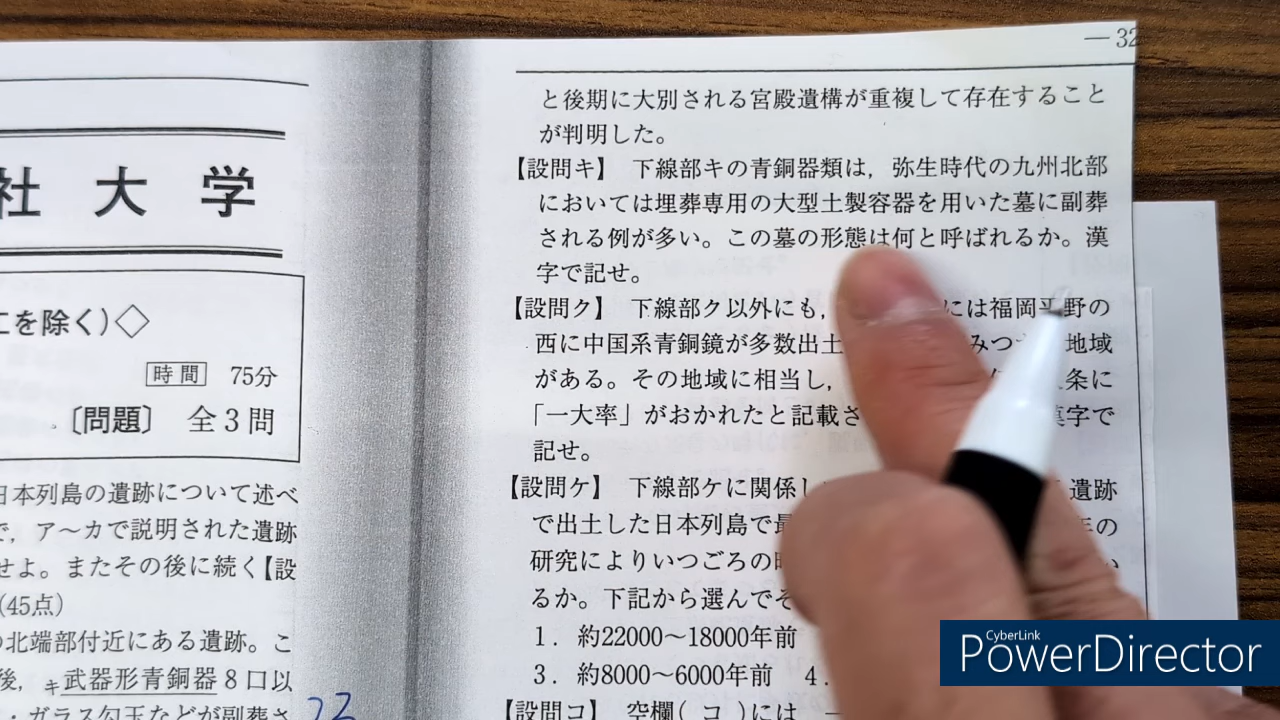 社大学
工を除く)◇
時間 75分
〔問題〕 全3問
日本列島の遺跡について述べ
で,ア〜カで説明された遺跡
せよ。またその後に続く【設
(45点)
の北端部付近にある遺跡。こ
後,キ武器形青銅器8口以
・ガラス勾玉などが副葬さ
23
―32
と後期に大別される宮殿遺構が重複して存在すること
が判明した。
【設問キ】 下線部キの青銅器類は,弥生時代の九州北部
においては埋葬専用の大型土製容器を用いた墓に副葬
される例が多い。この墓の形態は何と呼ばれるか。漢
字で記せ。
【設問ク】 下線部ク以外にも, には福岡平野の
西に中国系青銅鏡が多数出土 みつ 地域
がある。その地域に相当し, 条に
「一大率」がおかれたと記載さ 漢字で
記せ。
【設問ケ】 下線部ケに関係し 遺跡
で出土した日本列島で最 年の
研究によりいつごろの時 い
るか。下記から選んでそ
1.約22000〜18000年前
3.約8000〜6000年前 4.
【設問コ】 空欄( コ )には
CyberLink
PowerDirector